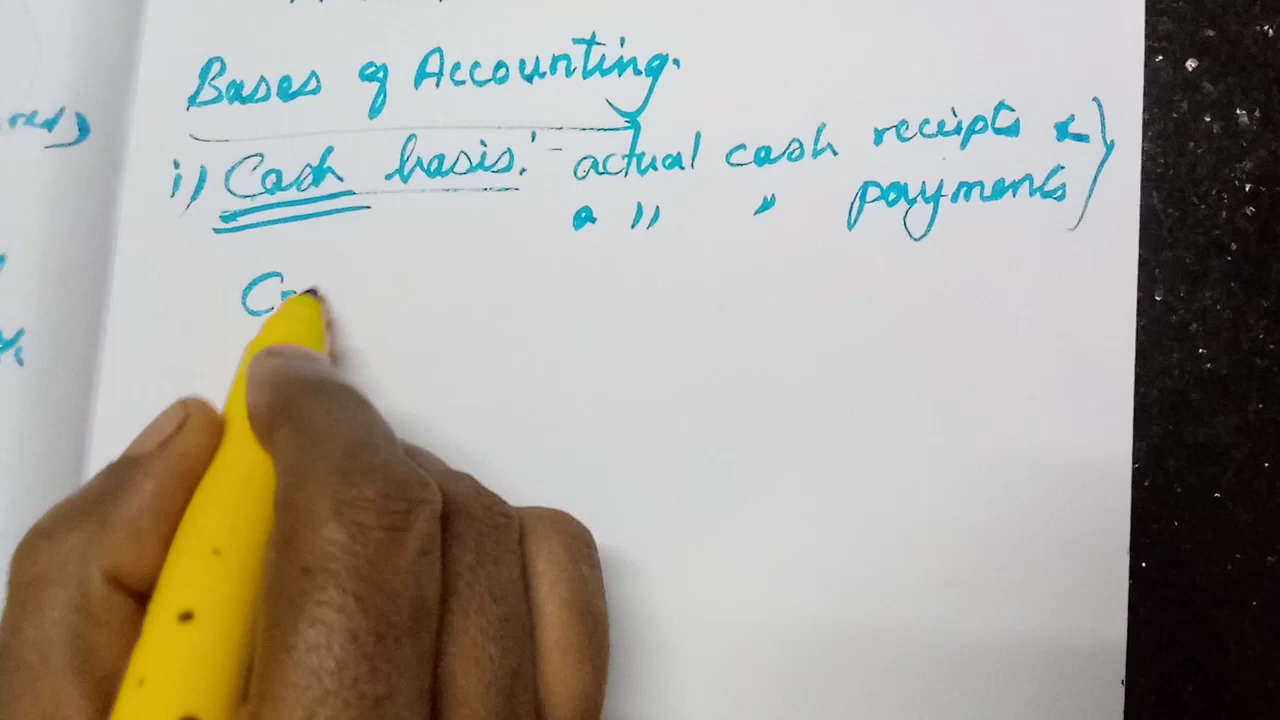 Bases of Accounting.
i) Cash basis:- actual cash receipts &
" " payments